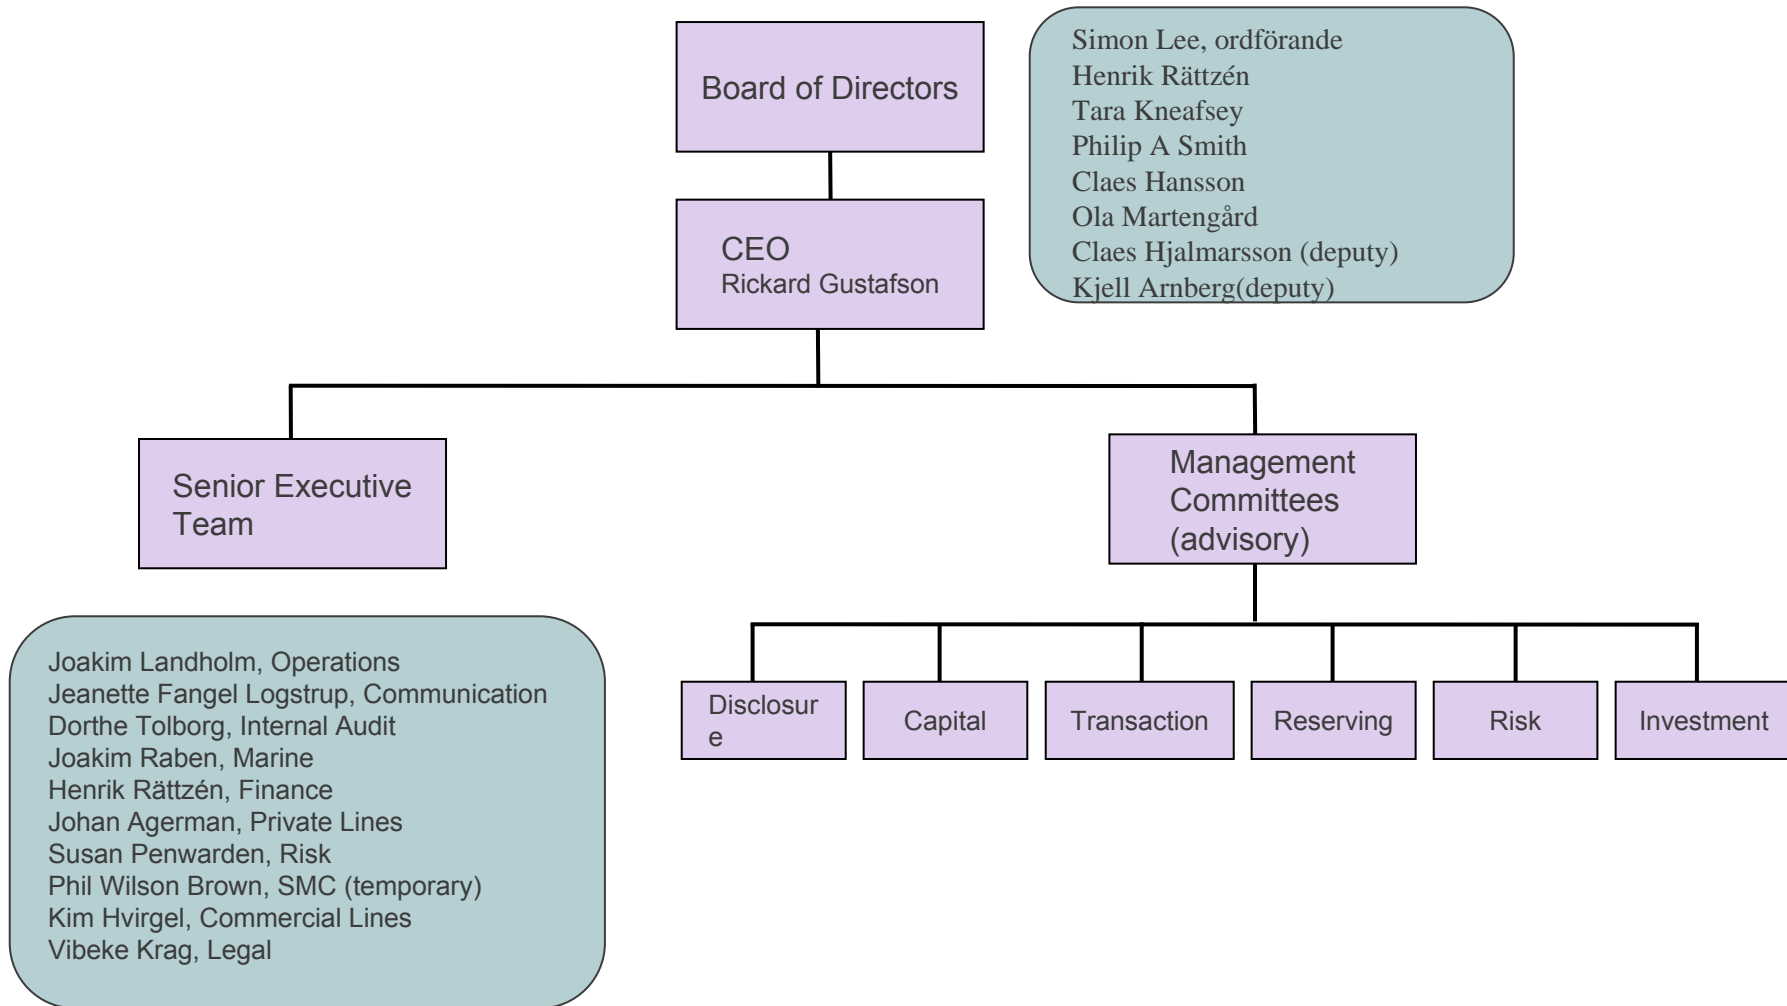 Board of Directors
Simon Lee, ordförande
Henrik Rättzén
Tara Kneafsey
Philip A Smith
Claes Hansson
Ola Martengård
Claes Hjalmarsson (deputy)
Kjell Arnberg(deputy)
CEO
Rickard Gustafson
Senior Executive
Team
Management
Committees
(advisory)
Joakim Landholm, Operations
Jeanette Fangel Logstrup, Communication
Dorthe Tolborg, Internal Audit
Joakim Raben, Marine
Henrik Rättzén, Finance
Johan Agerman, Private Lines
Susan Penwarden, Risk
Phil Wilson Brown, SMC (temporary)
Kim Hvirgel, Commercial Lines
Vibeke Krag, Legal
Disclosur
e
Capital
Transaction
Reserving
Risk
Investment